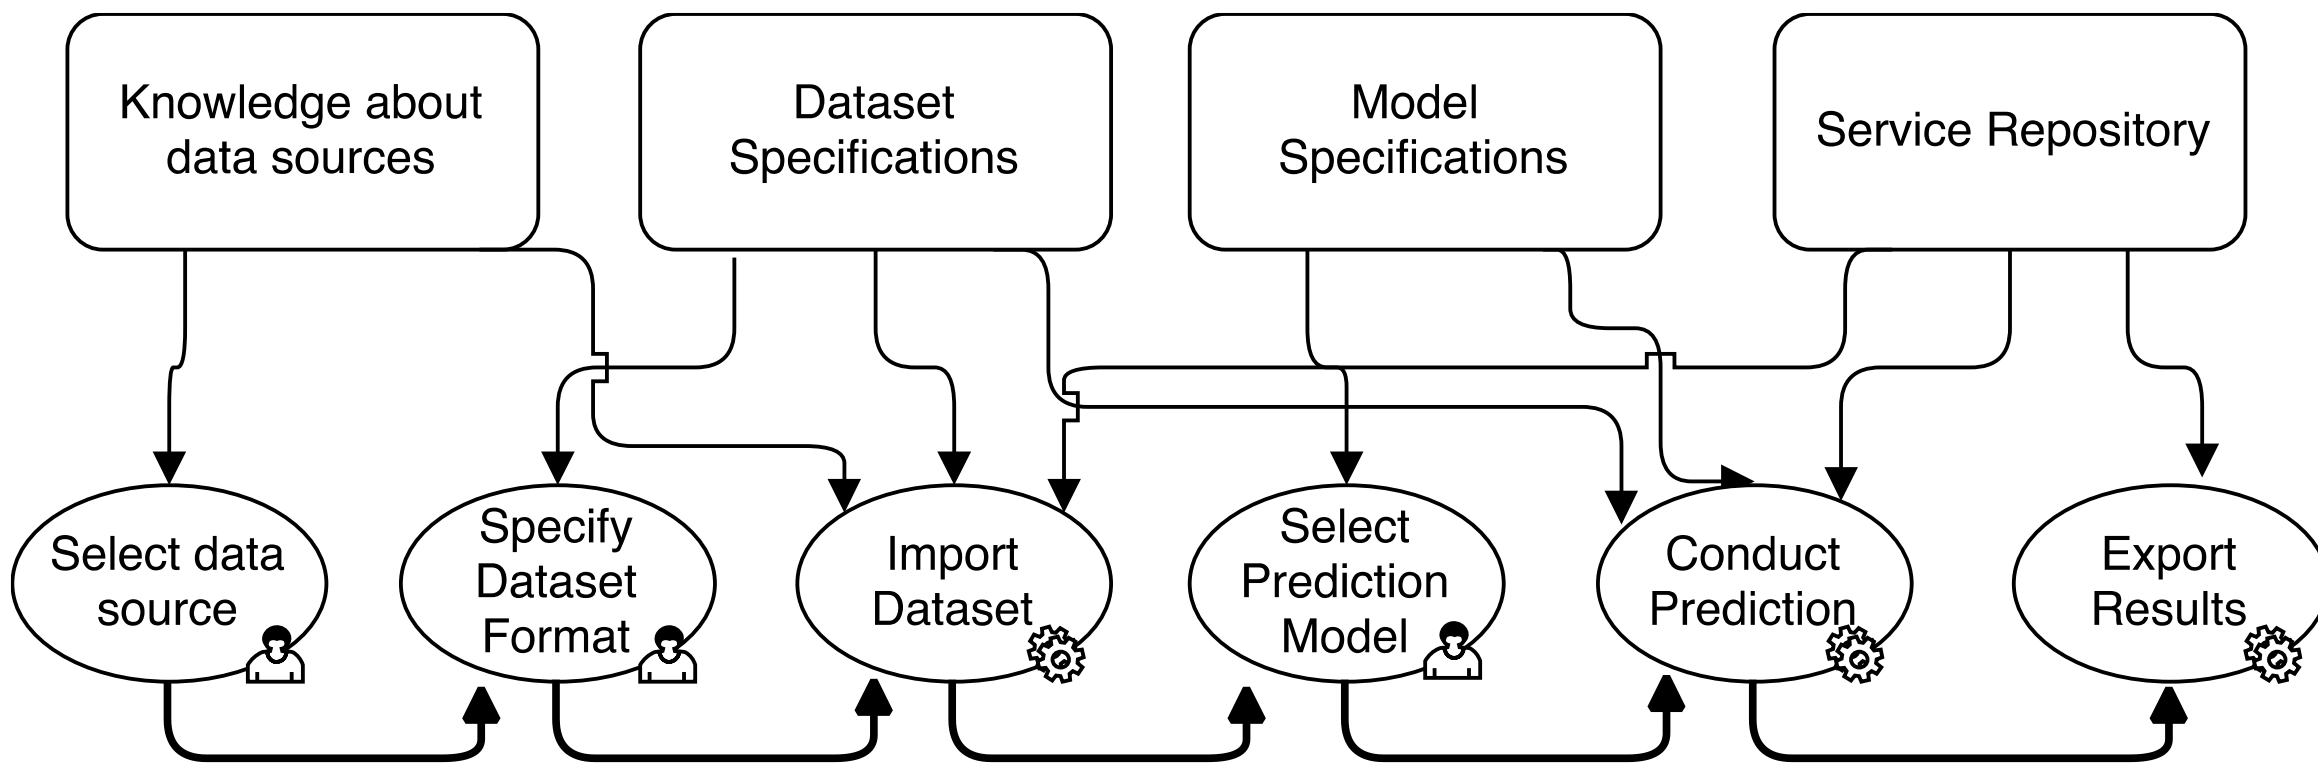 Knowledge about
data sources
Dataset
Specifications
Model
Specifications
Service Repository
Select data
source
Specify
Dataset
Format
Import
Dataset
Select
Prediction
Model
Conduct
Prediction
Export
Results